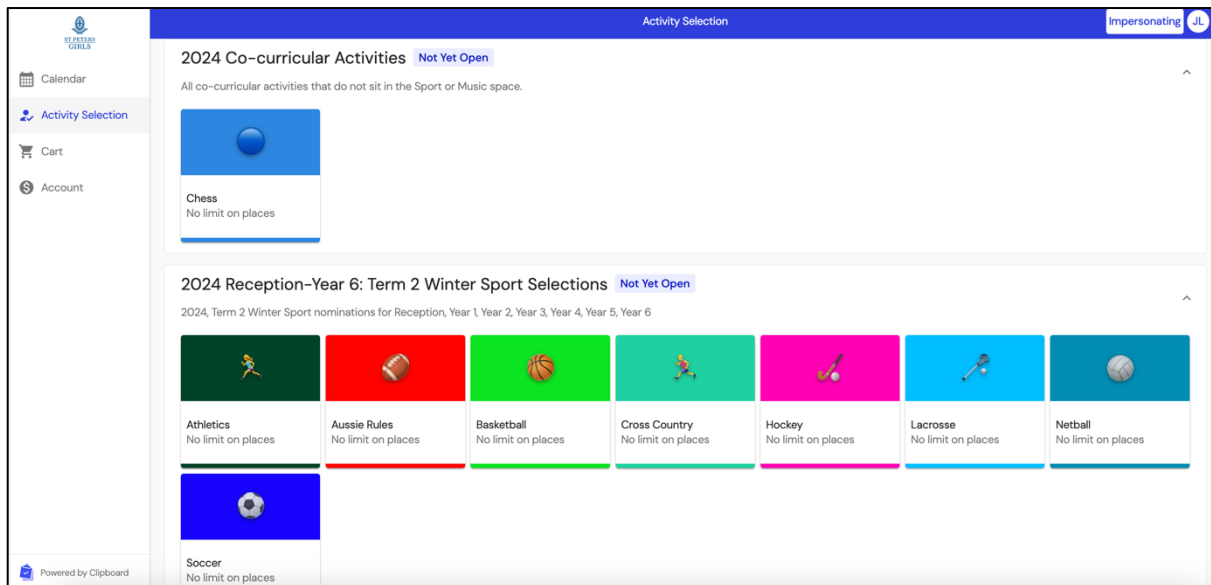 Activity Selection
Impersonating JL
ST PETERS
GIRLS
Calendar
Activity Selection
Cart
Account
Powered by Clipboard
2024 Co-curricular Activities Not Yet Open
All co-curricular activities that do not sit in the Sport or Music space.
Chess
No limit on places
2024 Reception-Year 6: Term 2 Winter Sport Selections Not Yet Open
2024, Term 2 Winter Sport nominations for Reception, Year 1, Year 2, Year 3, Year 4, Year 5, Year 6
Athletics
No limit on places
Aussie Rules
No limit on places
Basketball
No limit on places
Cross Country
No limit on places
Hockey
No limit on places
Lacrosse
No limit on places
Netball
No limit on places
Soccer
No limit on places